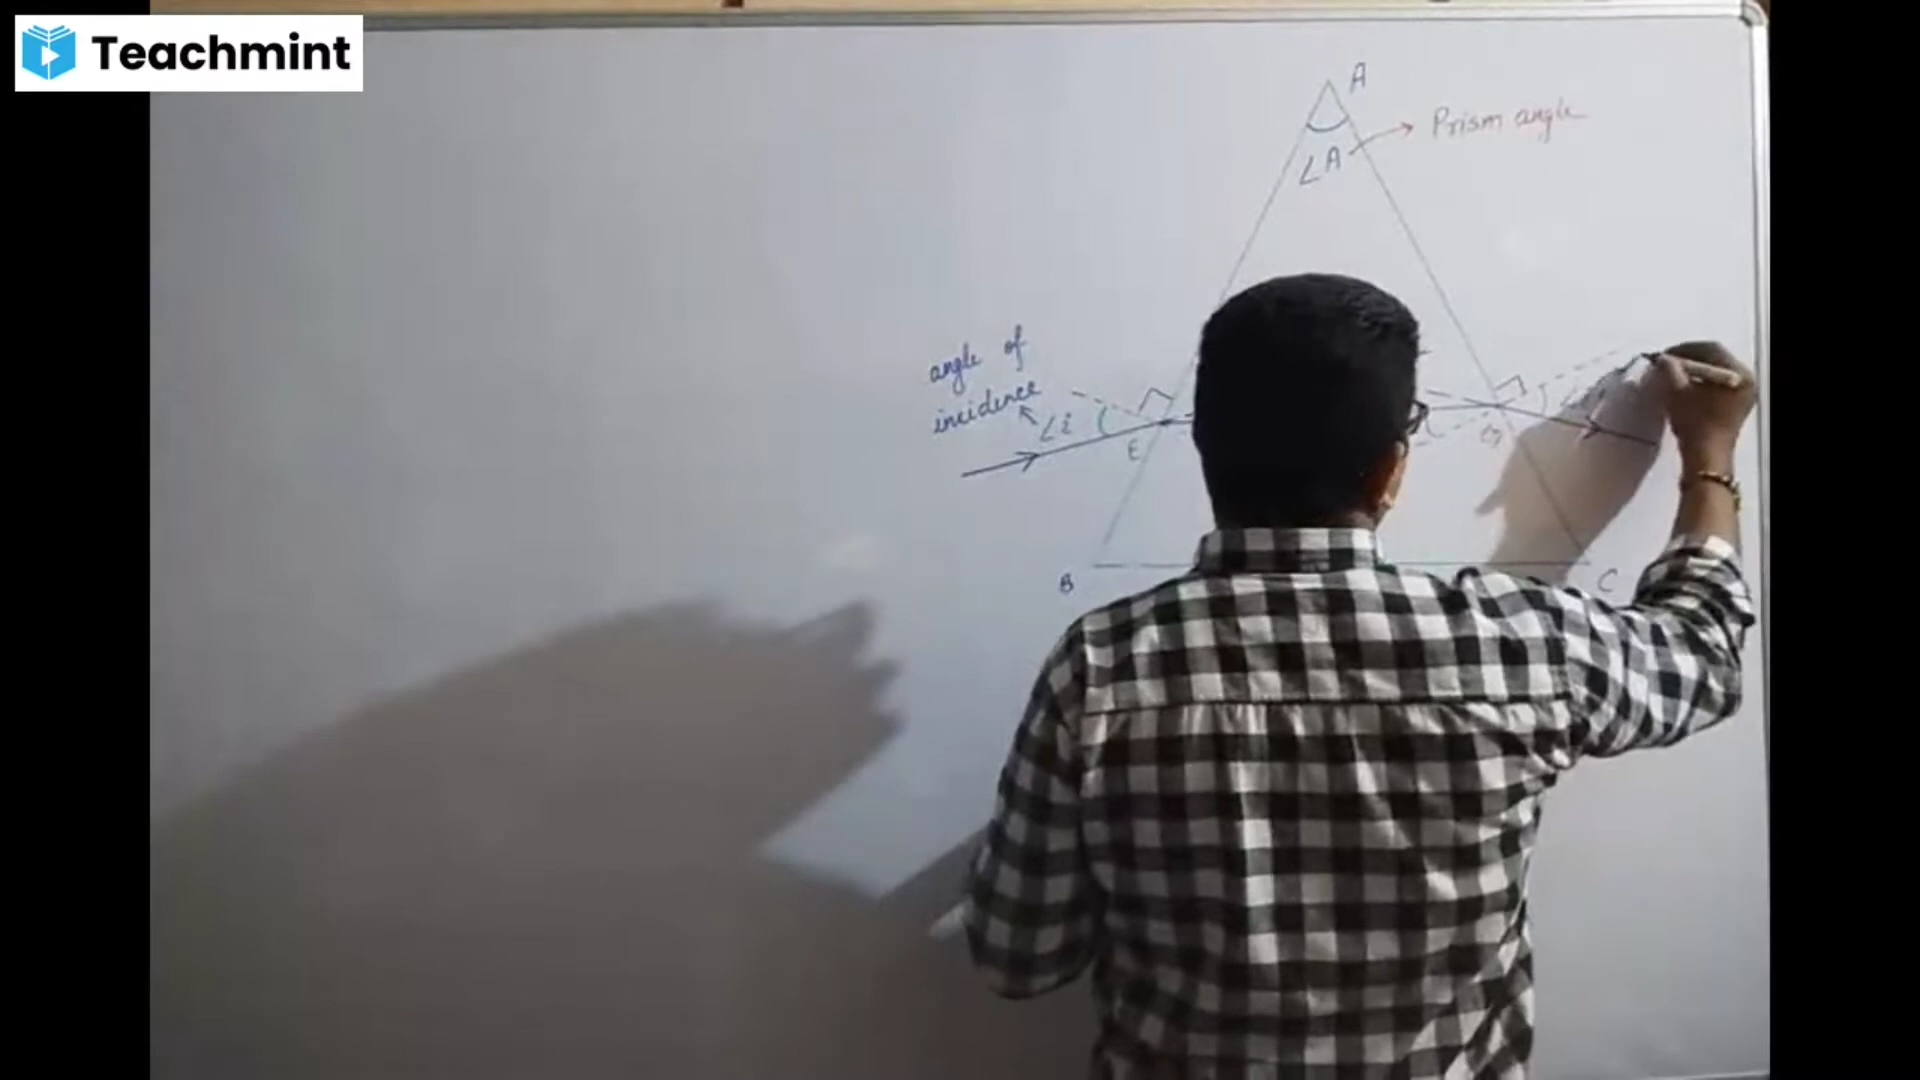 Teachmint
A
Prism angle
∠A
angle of
incidence
∠i
E
G
B
C